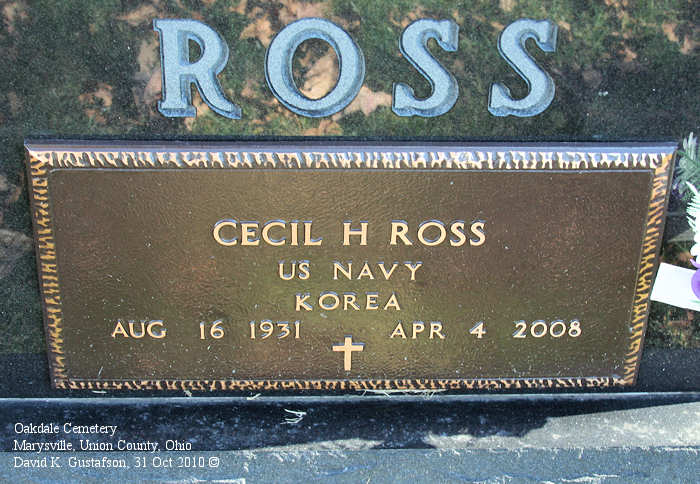 ROSS
CECIL H ROSS
US NAVY
KOREA
AUG 16 1931 APR 4 2008
Oakdale Cemetery
Marysville, Union County, Ohio
David K. Gustafson, 31 Oct 2010 ©